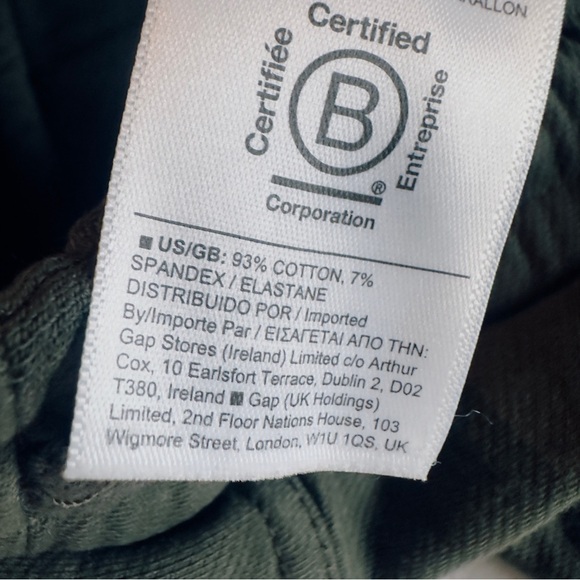 Certified
Certifiée
B
Entreprise
®
Corporation
US/GB: 93% COTTON, 7%
SPANDEX / ELASTANE
DISTRIBUIDO POR / Imported
By/Importe Par / ΕΙΣΑΓΕΤΑΙ ΑΠΟ ΤΗΝ:
Gap Stores (Ireland) Limited c/o Arthur
Cox, 10 Earlsfort Terrace, Dublin 2, D02
T380, Ireland ■ Gap (UK Holdings)
Limited, 2nd Floor Nations House, 103
Wigmore Street, London, W1U 1QS, UK